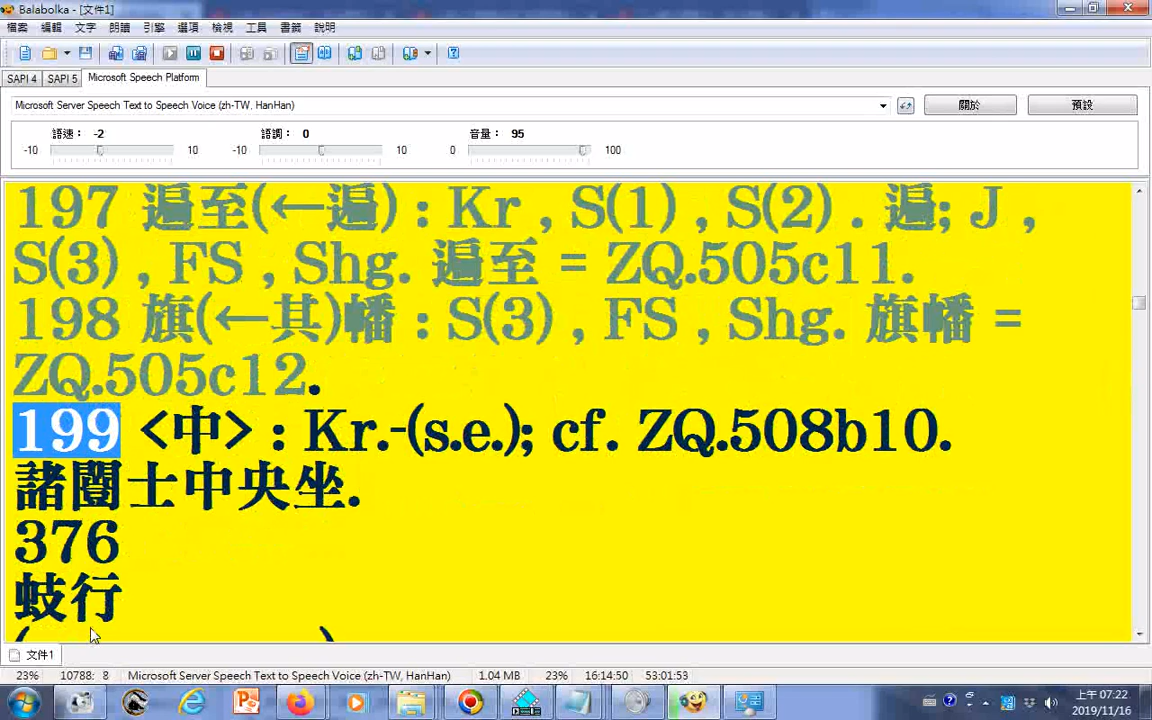 Balabolka - [文件1]
檔案 編輯 文字 朗讀 引擎 選項 檢視 工具 書籤 說明
SAPI 4 SAPI 5 Microsoft Speech Platform
Microsoft Server Speech Text to Speech Voice (zh-TW, HanHan) 關於 預設
語速： -2 語調： 0 音量： 95
-10 10 -10 10 0 100
197 遍至(←遍) : Kr , S(1) , S(2) . 遍; J ,
S(3) , FS , Shg. 遍至 = ZQ.505c11.
198 旗(←其)幡 : S(3) , FS , Shg. 旗幡 =
ZQ.505c12.
199 <中> : Kr.-(s.e.); cf. ZQ.508b10.
諸闓士中央坐.
376
蚑行
文件1
23% 10788: 8 Microsoft Server Speech Text to Speech Voice (zh-TW, HanHan) 1.04 MB 23% 16:14:50 53:01:53
上午 07:22
2019/11/16